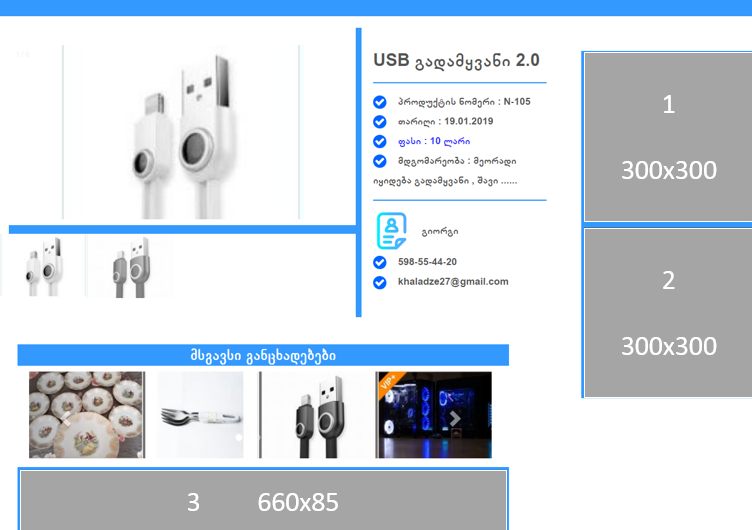 USB გადამყვანი 2.0
პროდუქტის ნომერი : N-105
თარიღი : 19.01.2019
ფასი : 10 ლარი
მდგომარეობა : მეორადი
იყიდება გადამყვანი , შავი ......
გიორგი
598-55-44-20
khaladze27@gmail.com
1
300x300
2
300x300
მსგავსი განცხადებები
VIP+
3 660x85